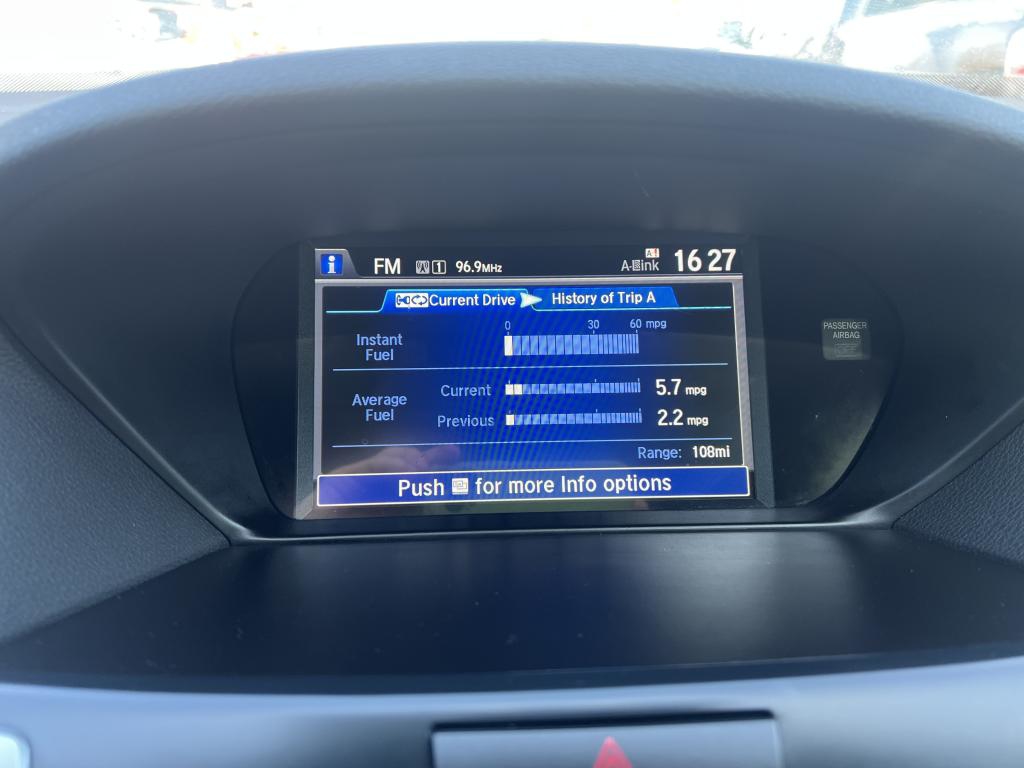 FM 1 96.9MHz A-Link 16 27
Current Drive History of Trip A
0 30 60 mpg
Instant
Fuel
Average
Fuel
Current 5.7 mpg
Previous 2.2 mpg
Range: 108mi
Push for more Info options
PASSENGER
AIRBAG